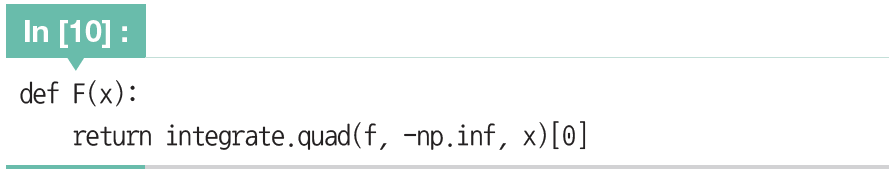 In [10] :
def F(x):
    return integrate.quad(f, -np.inf, x)[0]